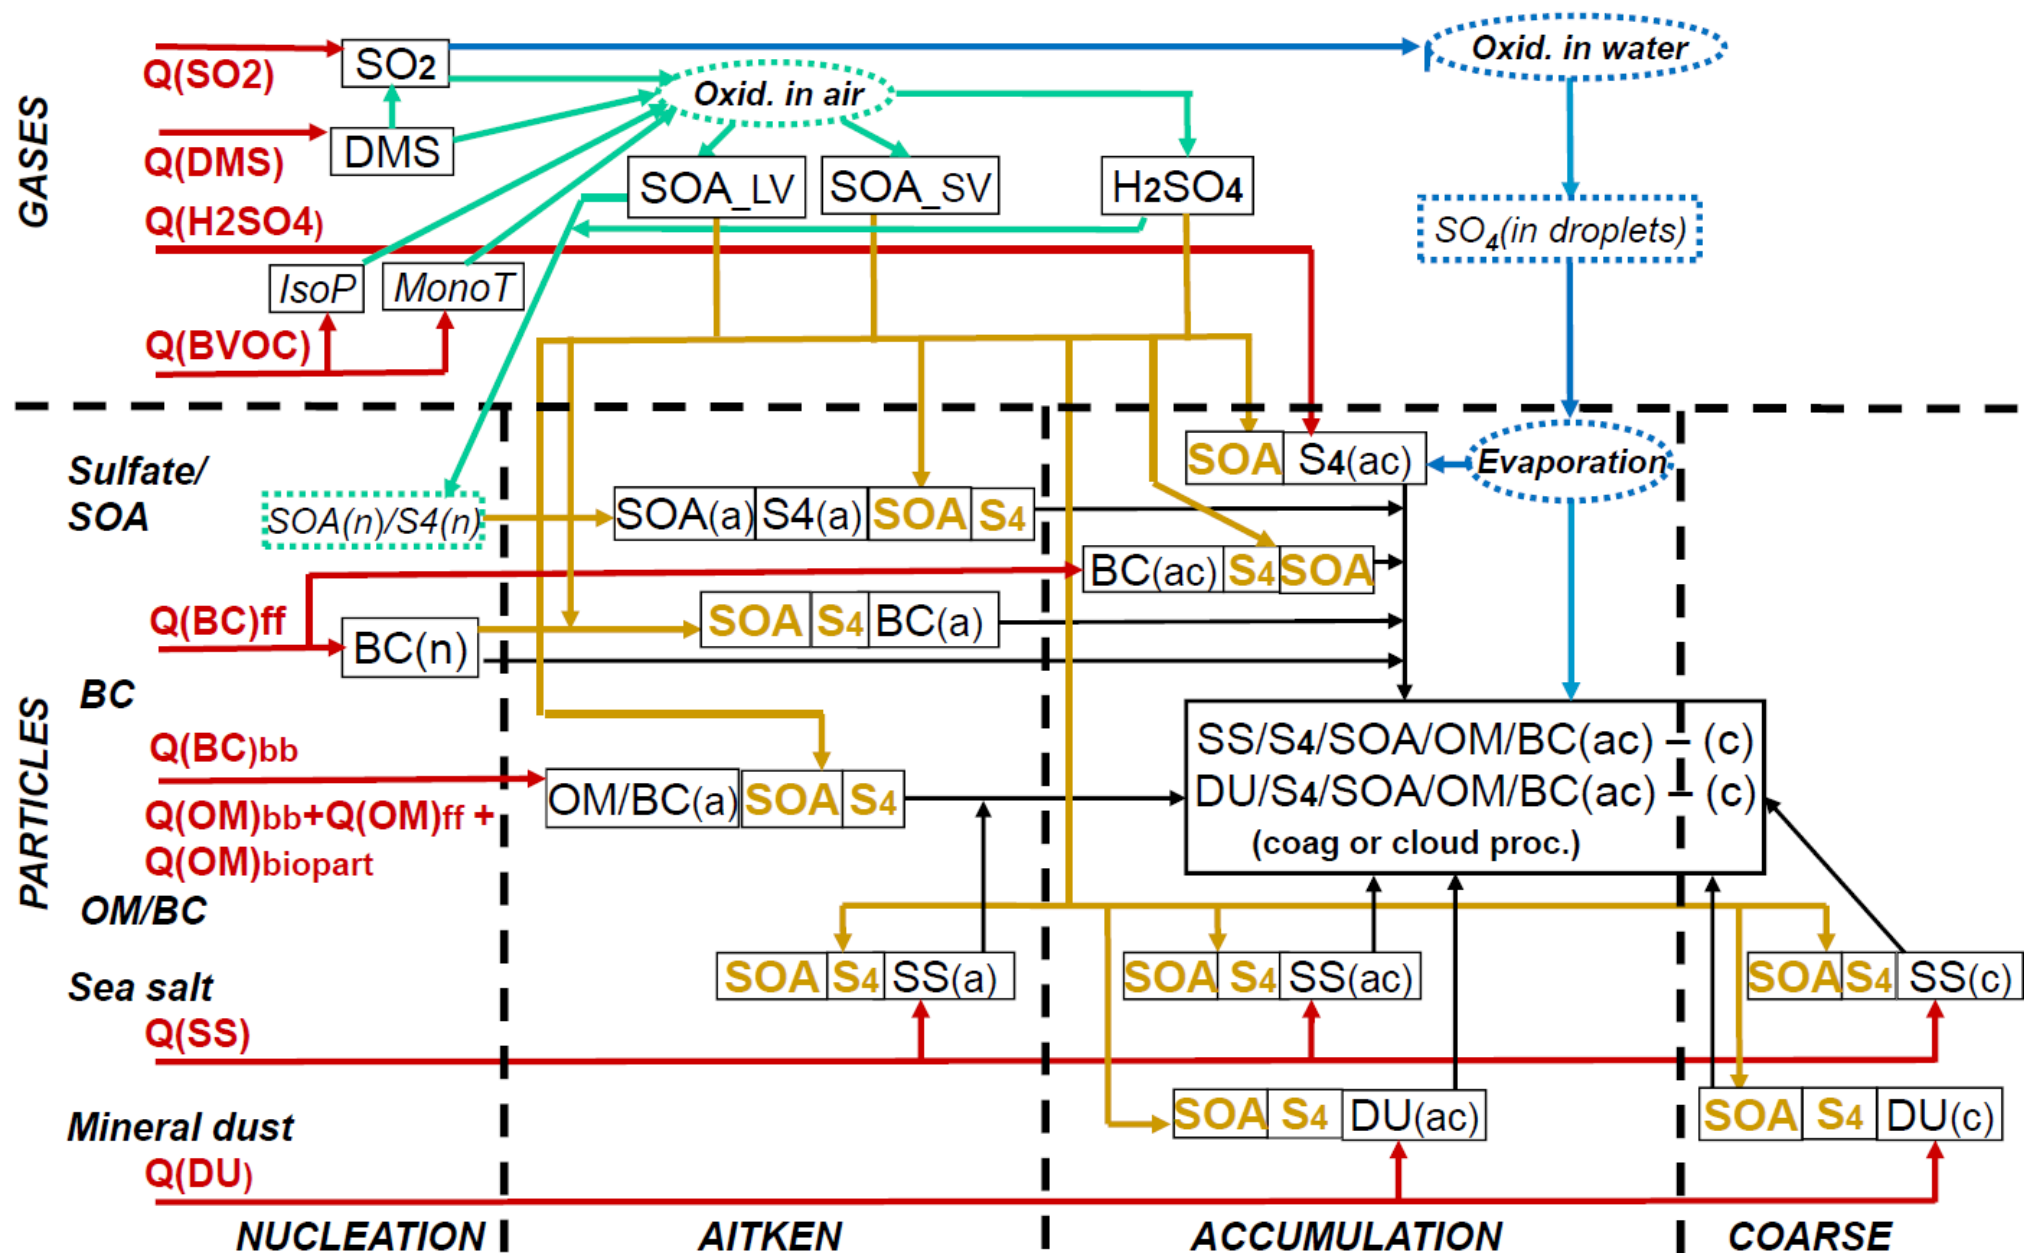 GASES
Q(SO2)
SO2
Oxid. in water
Oxid. in air
Q(DMS)
DMS
SOA_LV
SOA_SV
H2SO4
Q(H2SO4)
SO4(in droplets)
IsoP
MonoT
Q(BVOC)
PARTICLES
Sulfate/
SOA
SOA S4(ac)
Evaporation
SOA(n)/S4(n)
SOA(a) S4(a) SOA S4
BC(ac) S4 SOA
Q(BC)ff
BC(n)
SOA S4 BC(a)
BC
Q(BC)bb
SS/S4/SOA/OM/BC(ac) – (c)
DU/S4/SOA/OM/BC(ac) – (c)
(coag or cloud proc.)
OM/BC(a) SOA S4
Q(OM)bb+Q(OM)ff +
Q(OM)biopart
OM/BC
SOA S4 SS(a)
SOA S4 SS(ac)
SOA S4 SS(c)
Sea salt
Q(SS)
SOA S4 DU(ac)
SOA S4 DU(c)
Mineral dust
Q(DU)
NUCLEATION
AITKEN
ACCUMULATION
COARSE